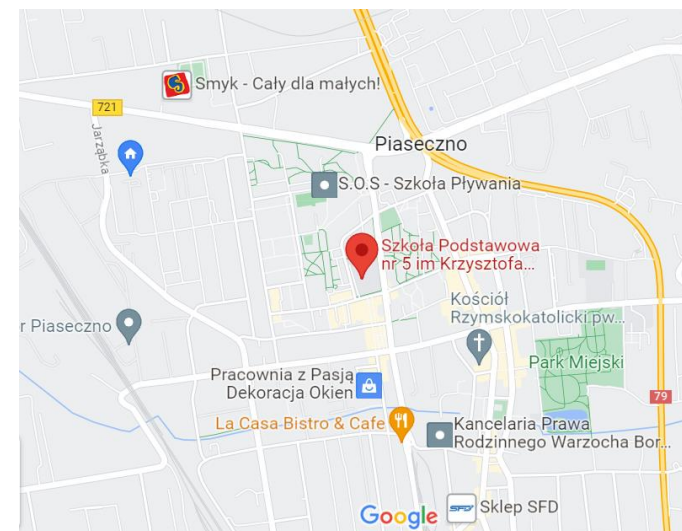 Smyk - Cały dla małych!
721
Jarząbka
Piaseczno
S.O.S - Szkoła Pływania
Szkoła Podstawowa
nr 5 im Krzysztofa...
Kościół
Rzymskokatolicki pw...
r Piaseczno
Park Miejski
Pracownia z Pasją
Dekoracja Okien
79
La Casa Bistro & Cafe
Kancelaria Prawa
Rodzinnego Warzocha Bor...
Google
SFD
Sklep SFD